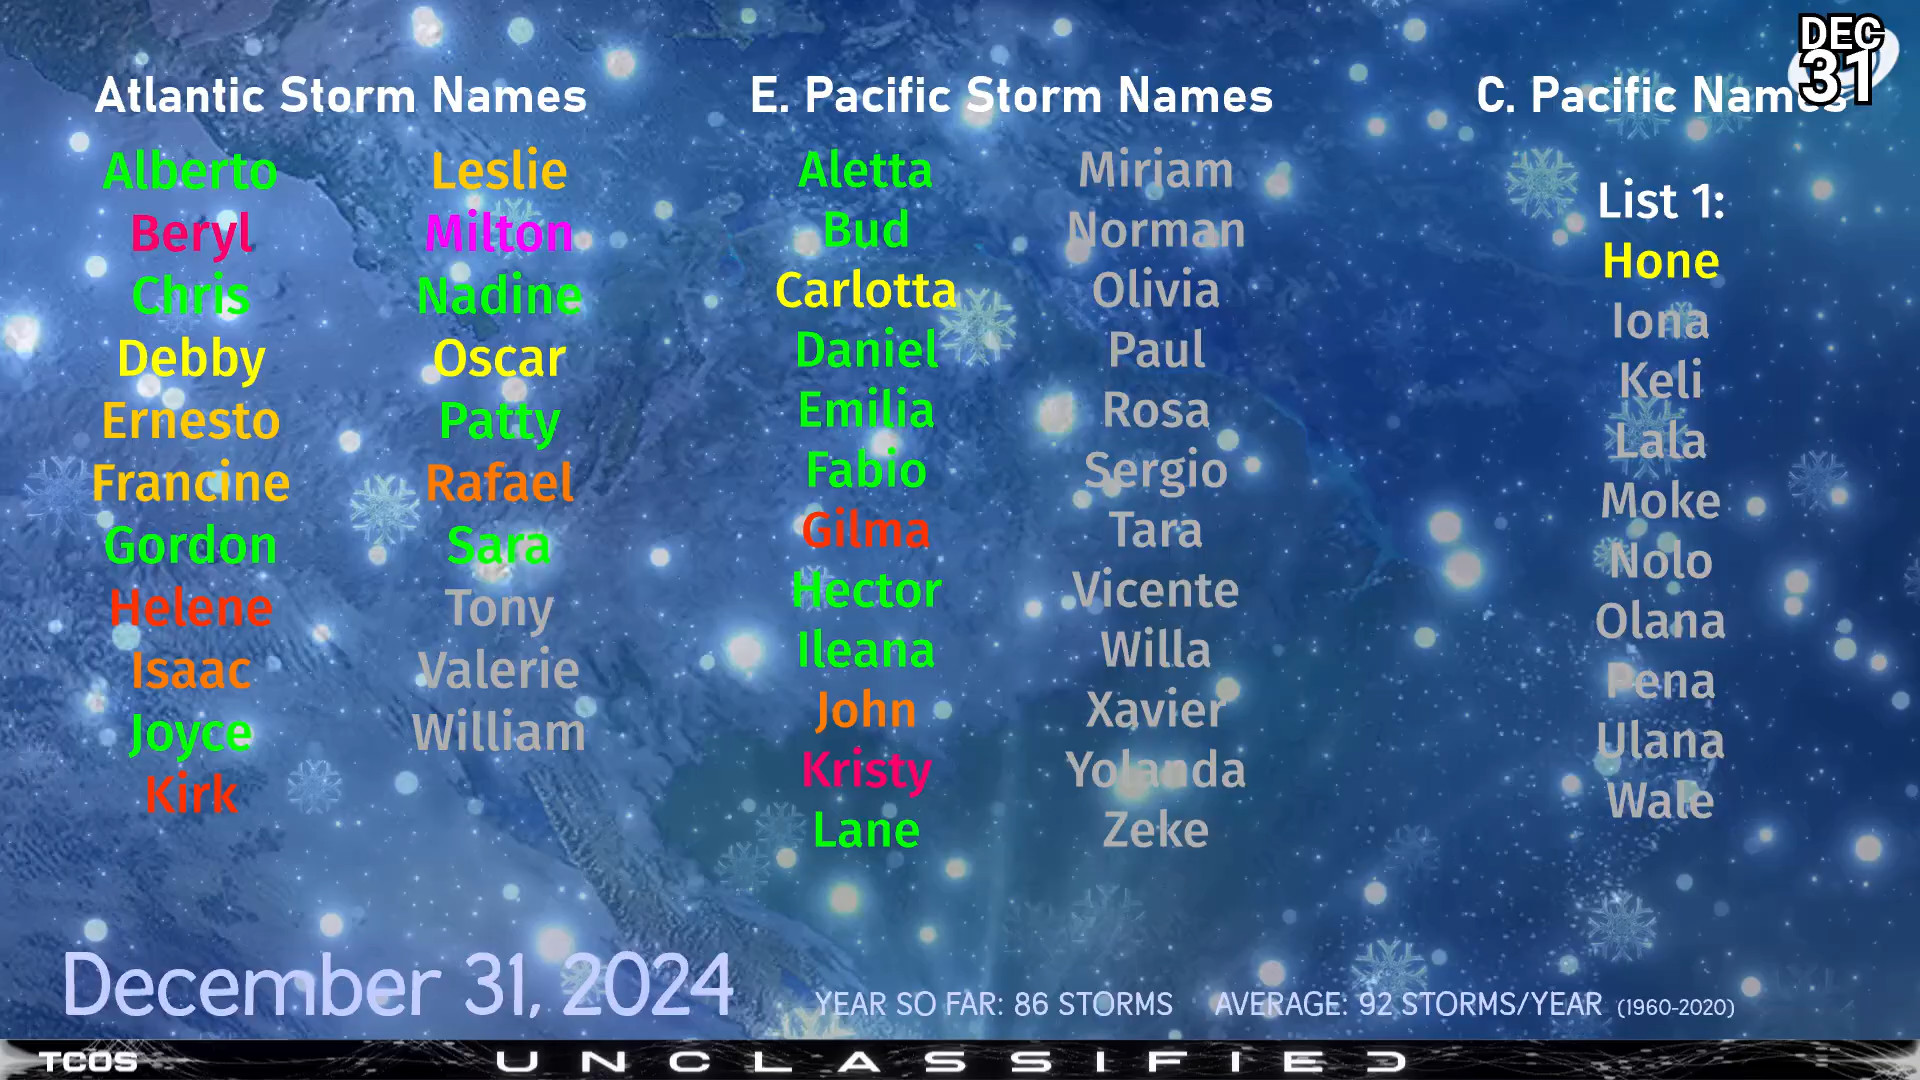 DEC
31
Atlantic Storm Names
Alberto
Beryl
Chris
Debby
Ernesto
Francine
Gordon
Helene
Isaac
Joyce
Kirk
Leslie
Milton
Nadine
Oscar
Patty
Rafael
Sara
Tony
Valerie
William
E. Pacific Storm Names
Aletta
Bud
Carlotta
Daniel
Emilia
Fabio
Gilma
Hector
Ileana
John
Kristy
Lane
Miriam
Norman
Olivia
Paul
Rosa
Sergio
Tara
Vicente
Willa
Xavier
Yolanda
Zeke
C. Pacific Names
List 1:
Hone
Iona
Keli
Lala
Moke
Nolo
Olana
Pena
Ulana
Wale
December 31, 2024
YEAR SO FAR: 86 STORMS AVERAGE: 92 STORMS/YEAR (1960-2020)
TCOS UNCLASSIFIED